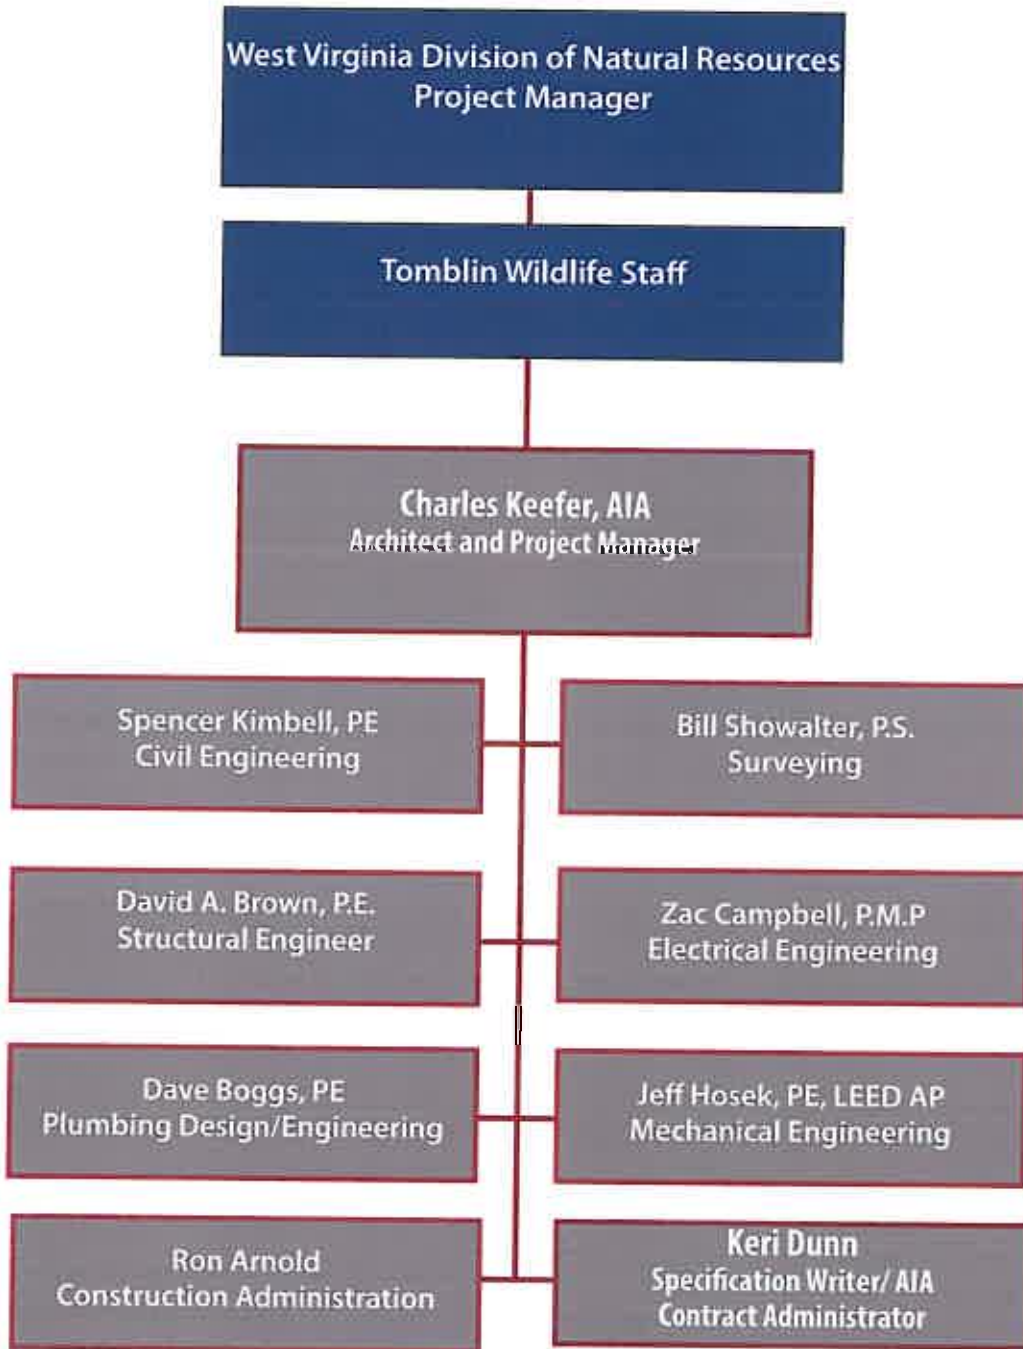 West Virginia Division of Natural Resources
Project Manager
Tomblin Wildlife Staff
Charles Keefer, AIA
Architect and Project Manager
Spencer Kimbell, PE
Civil Engineering
Bill Showalter, P.S.
Surveying
David A. Brown, P.E.
Structural Engineer
Zac Campbell, P.M.P
Electrical Engineering
Dave Boggs, PE
Plumbing Design/Engineering
Jeff Hosek, PE, LEED AP
Mechanical Engineering
Ron Arnold
Construction Administration
Keri Dunn
Specification Writer/ AIA
Contract Administrator